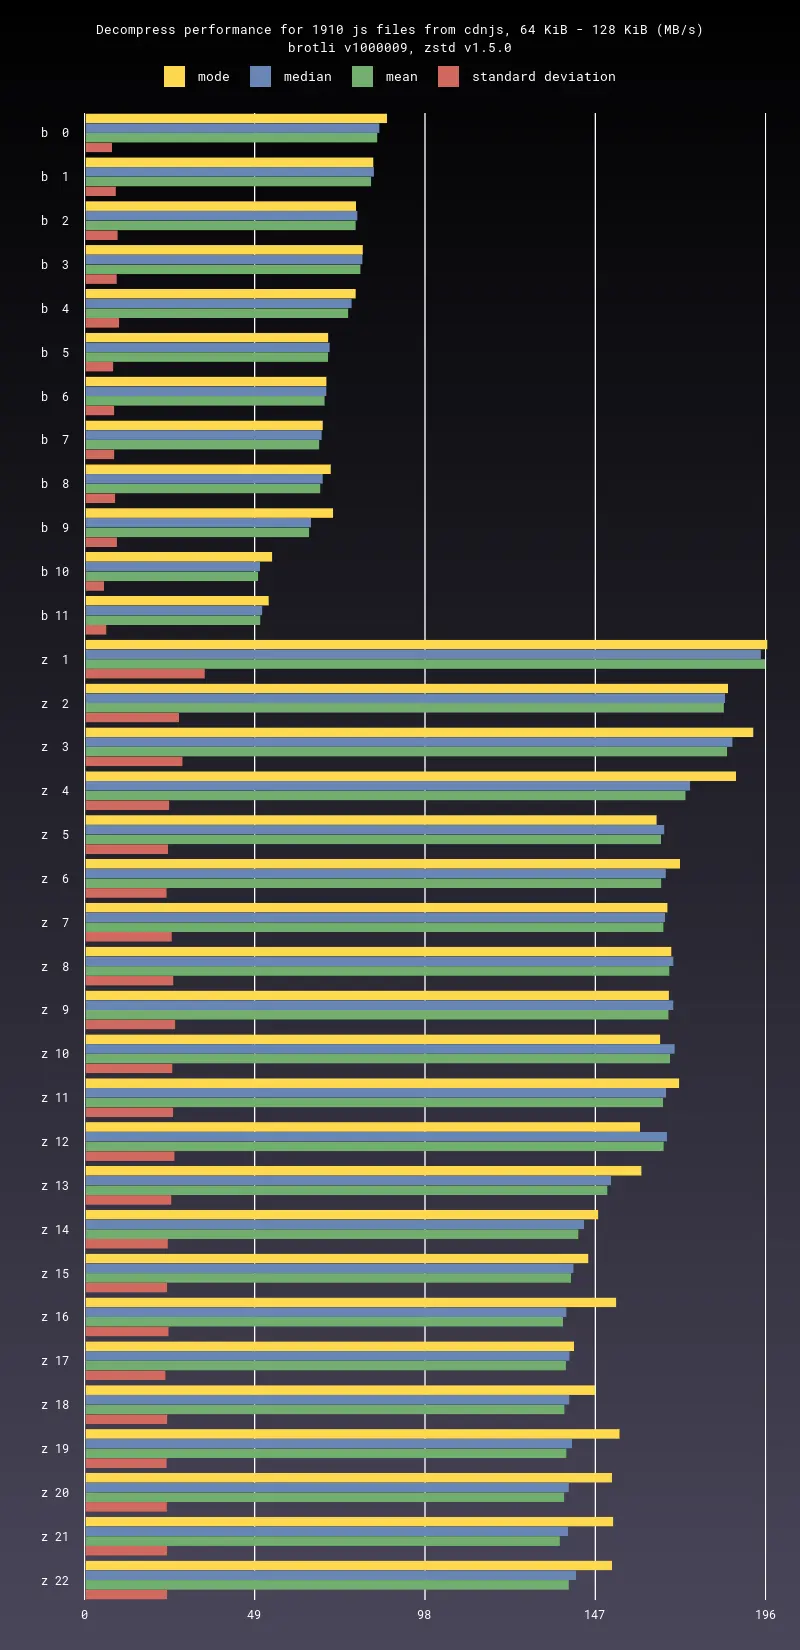 Decompress performance for 1910 js files from cdnjs, 64 KiB - 128 KiB (MB/s)
brotli v1000009, zstd v1.5.0
mode median mean standard deviation
b 0
b 1
b 2
b 3
b 4
b 5
b 6
b 7
b 8
b 9
b 10
b 11
z 1
z 2
z 3
z 4
z 5
z 6
z 7
z 8
z 9
z 10
z 11
z 12
z 13
z 14
z 15
z 16
z 17
z 18
z 19
z 20
z 21
z 22
0 49 98 147 196